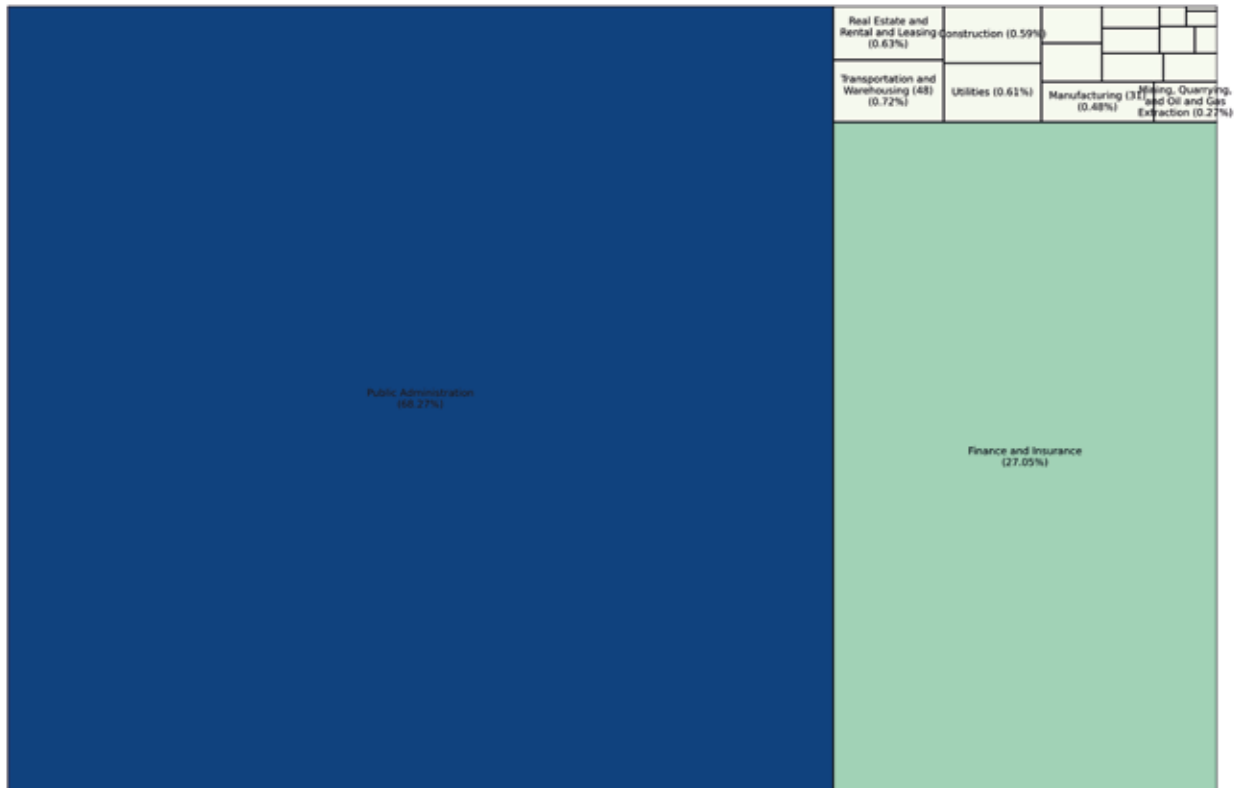 Real Estate and
Rental and Leasing
(0.63%)
Construction (0.59%)
Transportation and
Warehousing (48)
(0.72%)
Utilities (0.61%)
Manufacturing (31)
(0.48%)
Mining, Quarrying,
and Oil and Gas
Extraction (0.27%)
Public Administration
(68.27%)
Finance and Insurance
(27.05%)